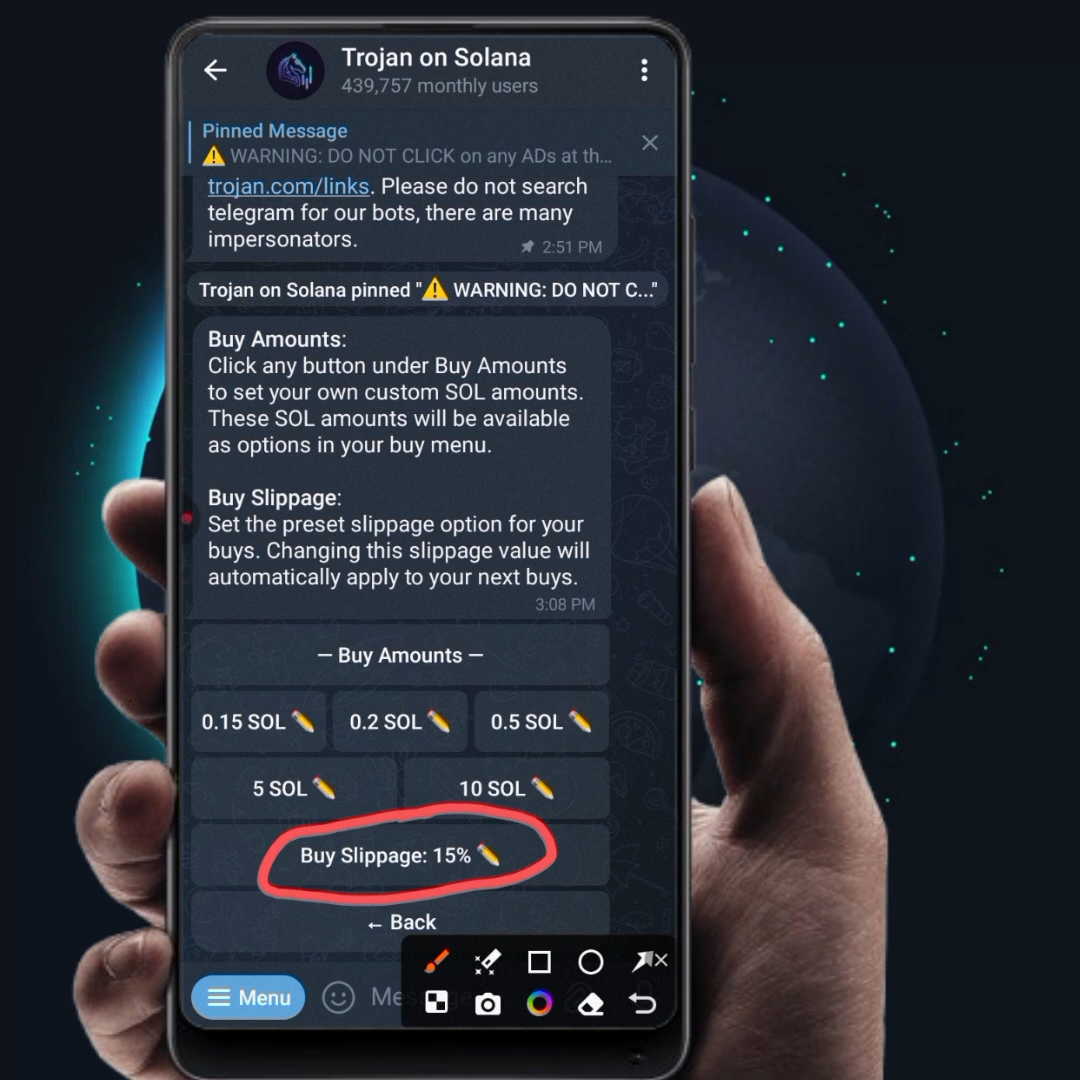 Trojan on Solana
439,757 monthly users
Pinned Message
⚠️ WARNING: DO NOT CLICK on any ADs at th...
trojan.com/links. Please do not search
telegram for our bots, there are many
impersonators.
2:51 PM
Trojan on Solana pinned "⚠️ WARNING: DO NOT C..."
Buy Amounts:
Click any button under Buy Amounts
to set your own custom SOL amounts.
These SOL amounts will be available
as options in your buy menu.
Buy Slippage:
Set the preset slippage option for your
buys. Changing this slippage value will
automatically apply to your next buys.
3:08 PM
— Buy Amounts —
0.15 SOL ✏️ 0.2 SOL ✏️ 0.5 SOL ✏️
5 SOL ✏️ 10 SOL ✏️
Buy Slippage: 15% ✏️
← Back
Menu